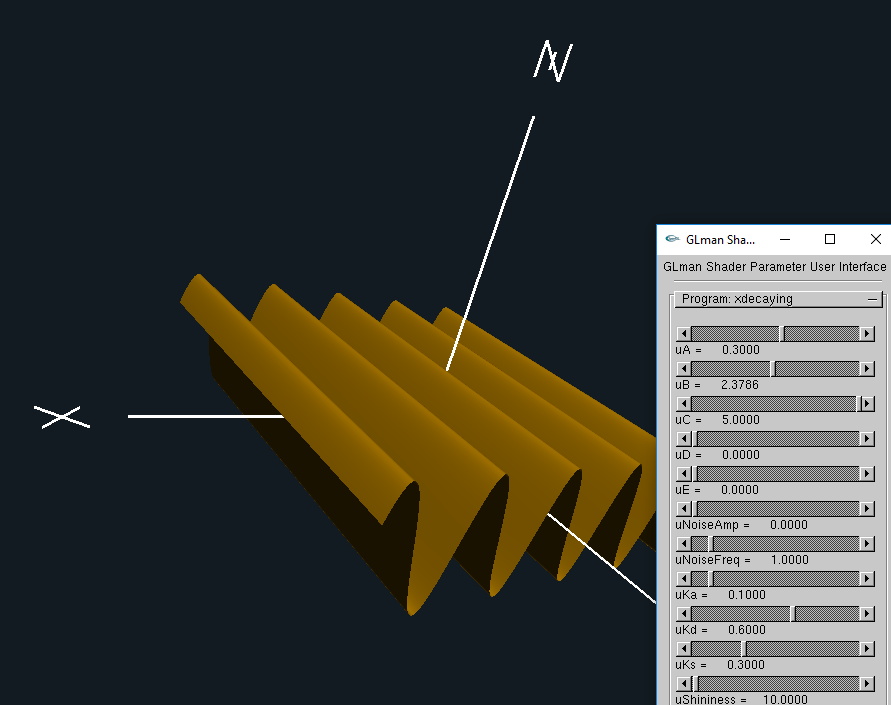 GLman Sha...
GLman Shader Parameter User Interface
Program: xdecaying
uA = 0.3000
uB = 2.3786
X
uC = 5.0000
uD = 0.0000
uE = 0.0000
uNoiseAmp = 0.0000
uNoiseFreq = 1.0000
uKa = 0.1000
uKd = 0.6000
uKs = 0.3000
uShininess = 10.0000